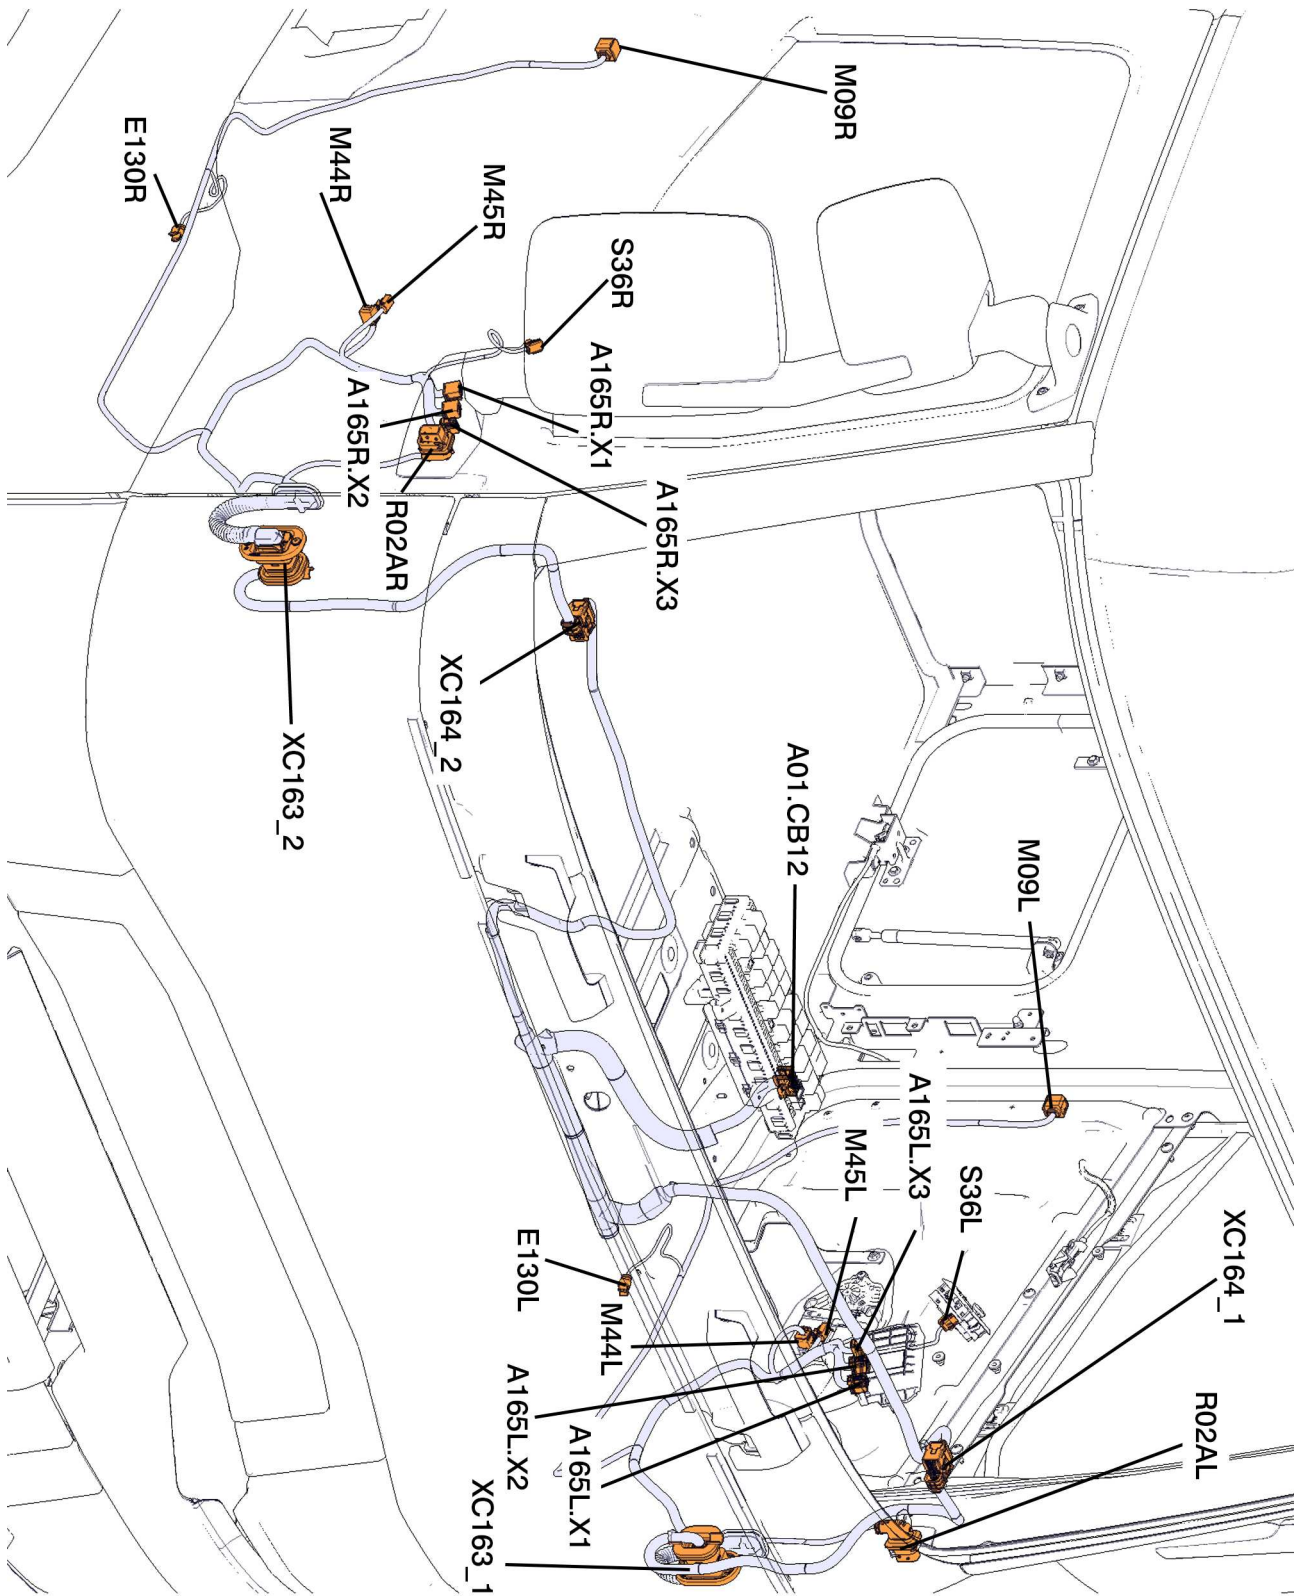 M09R
E130R
M44R
M45R
S36R
A165R.X1
A165R.X2
A165R.X3
R02AR
XC163_2
XC164_2
A01.CB12
M09L
A165L.X3
M45L
S36L
XC164_1
E130L
M44L
A165L.X2
A165L.X1
R02AL
XC163_1